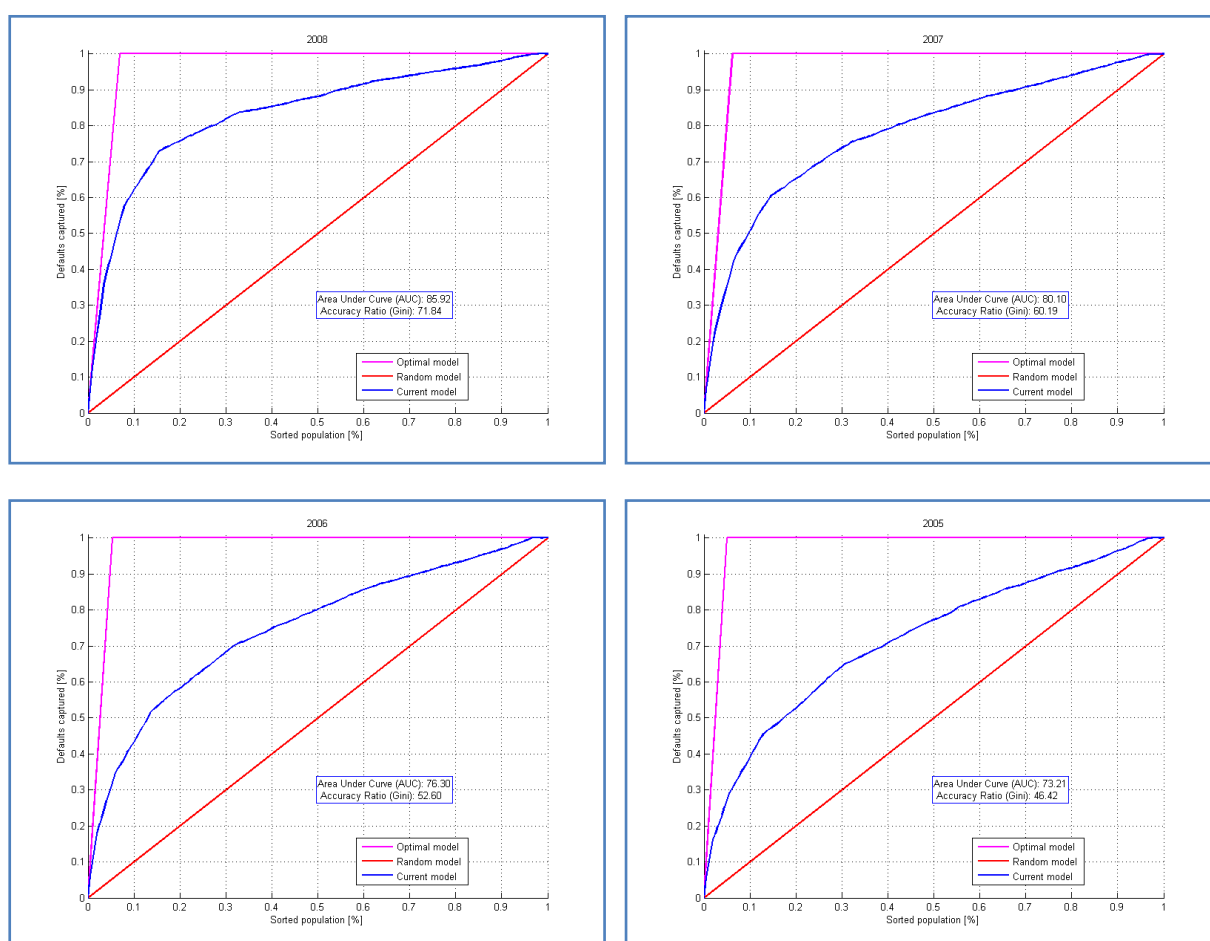 2008
1
0.9
0.8
0.7
0.6
0.5
0.4
0.3
0.2
0.1
0
Defaults captured [%]
Area Under Curve (AUC): 85.92
Accuracy Ratio (Gini): 71.84
Optimal model
Random model
Current model
0 0.1 0.2 0.3 0.4 0.5 0.6 0.7 0.8 0.9 1
Sorted population [%]
2007
1
0.9
0.8
0.7
0.6
0.5
0.4
0.3
0.2
0.1
0
Defaults captured [%]
Area Under Curve (AUC): 80.10
Accuracy Ratio (Gini): 60.19
Optimal model
Random model
Current model
0 0.1 0.2 0.3 0.4 0.5 0.6 0.7 0.8 0.9 1
Sorted population [%]
2006
1
0.9
0.8
0.7
0.6
0.5
0.4
0.3
0.2
0.1
0
Defaults captured [%]
Area Under Curve (AUC): 76.30
Accuracy Ratio (Gini): 52.60
Optimal model
Random model
Current model
0 0.1 0.2 0.3 0.4 0.5 0.6 0.7 0.8 0.9 1
Sorted population [%]
2005
1
0.9
0.8
0.7
0.6
0.5
0.4
0.3
0.2
0.1
0
Defaults captured [%]
Area Under Curve (AUC): 73.21
Accuracy Ratio (Gini): 46.42
Optimal model
Random model
Current model
0 0.1 0.2 0.3 0.4 0.5 0.6 0.7 0.8 0.9 1
Sorted population [%]